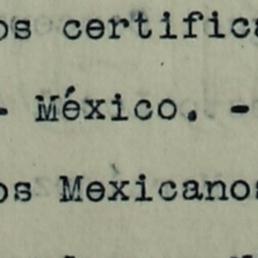 os certifica
- México. -
os Mexicanos